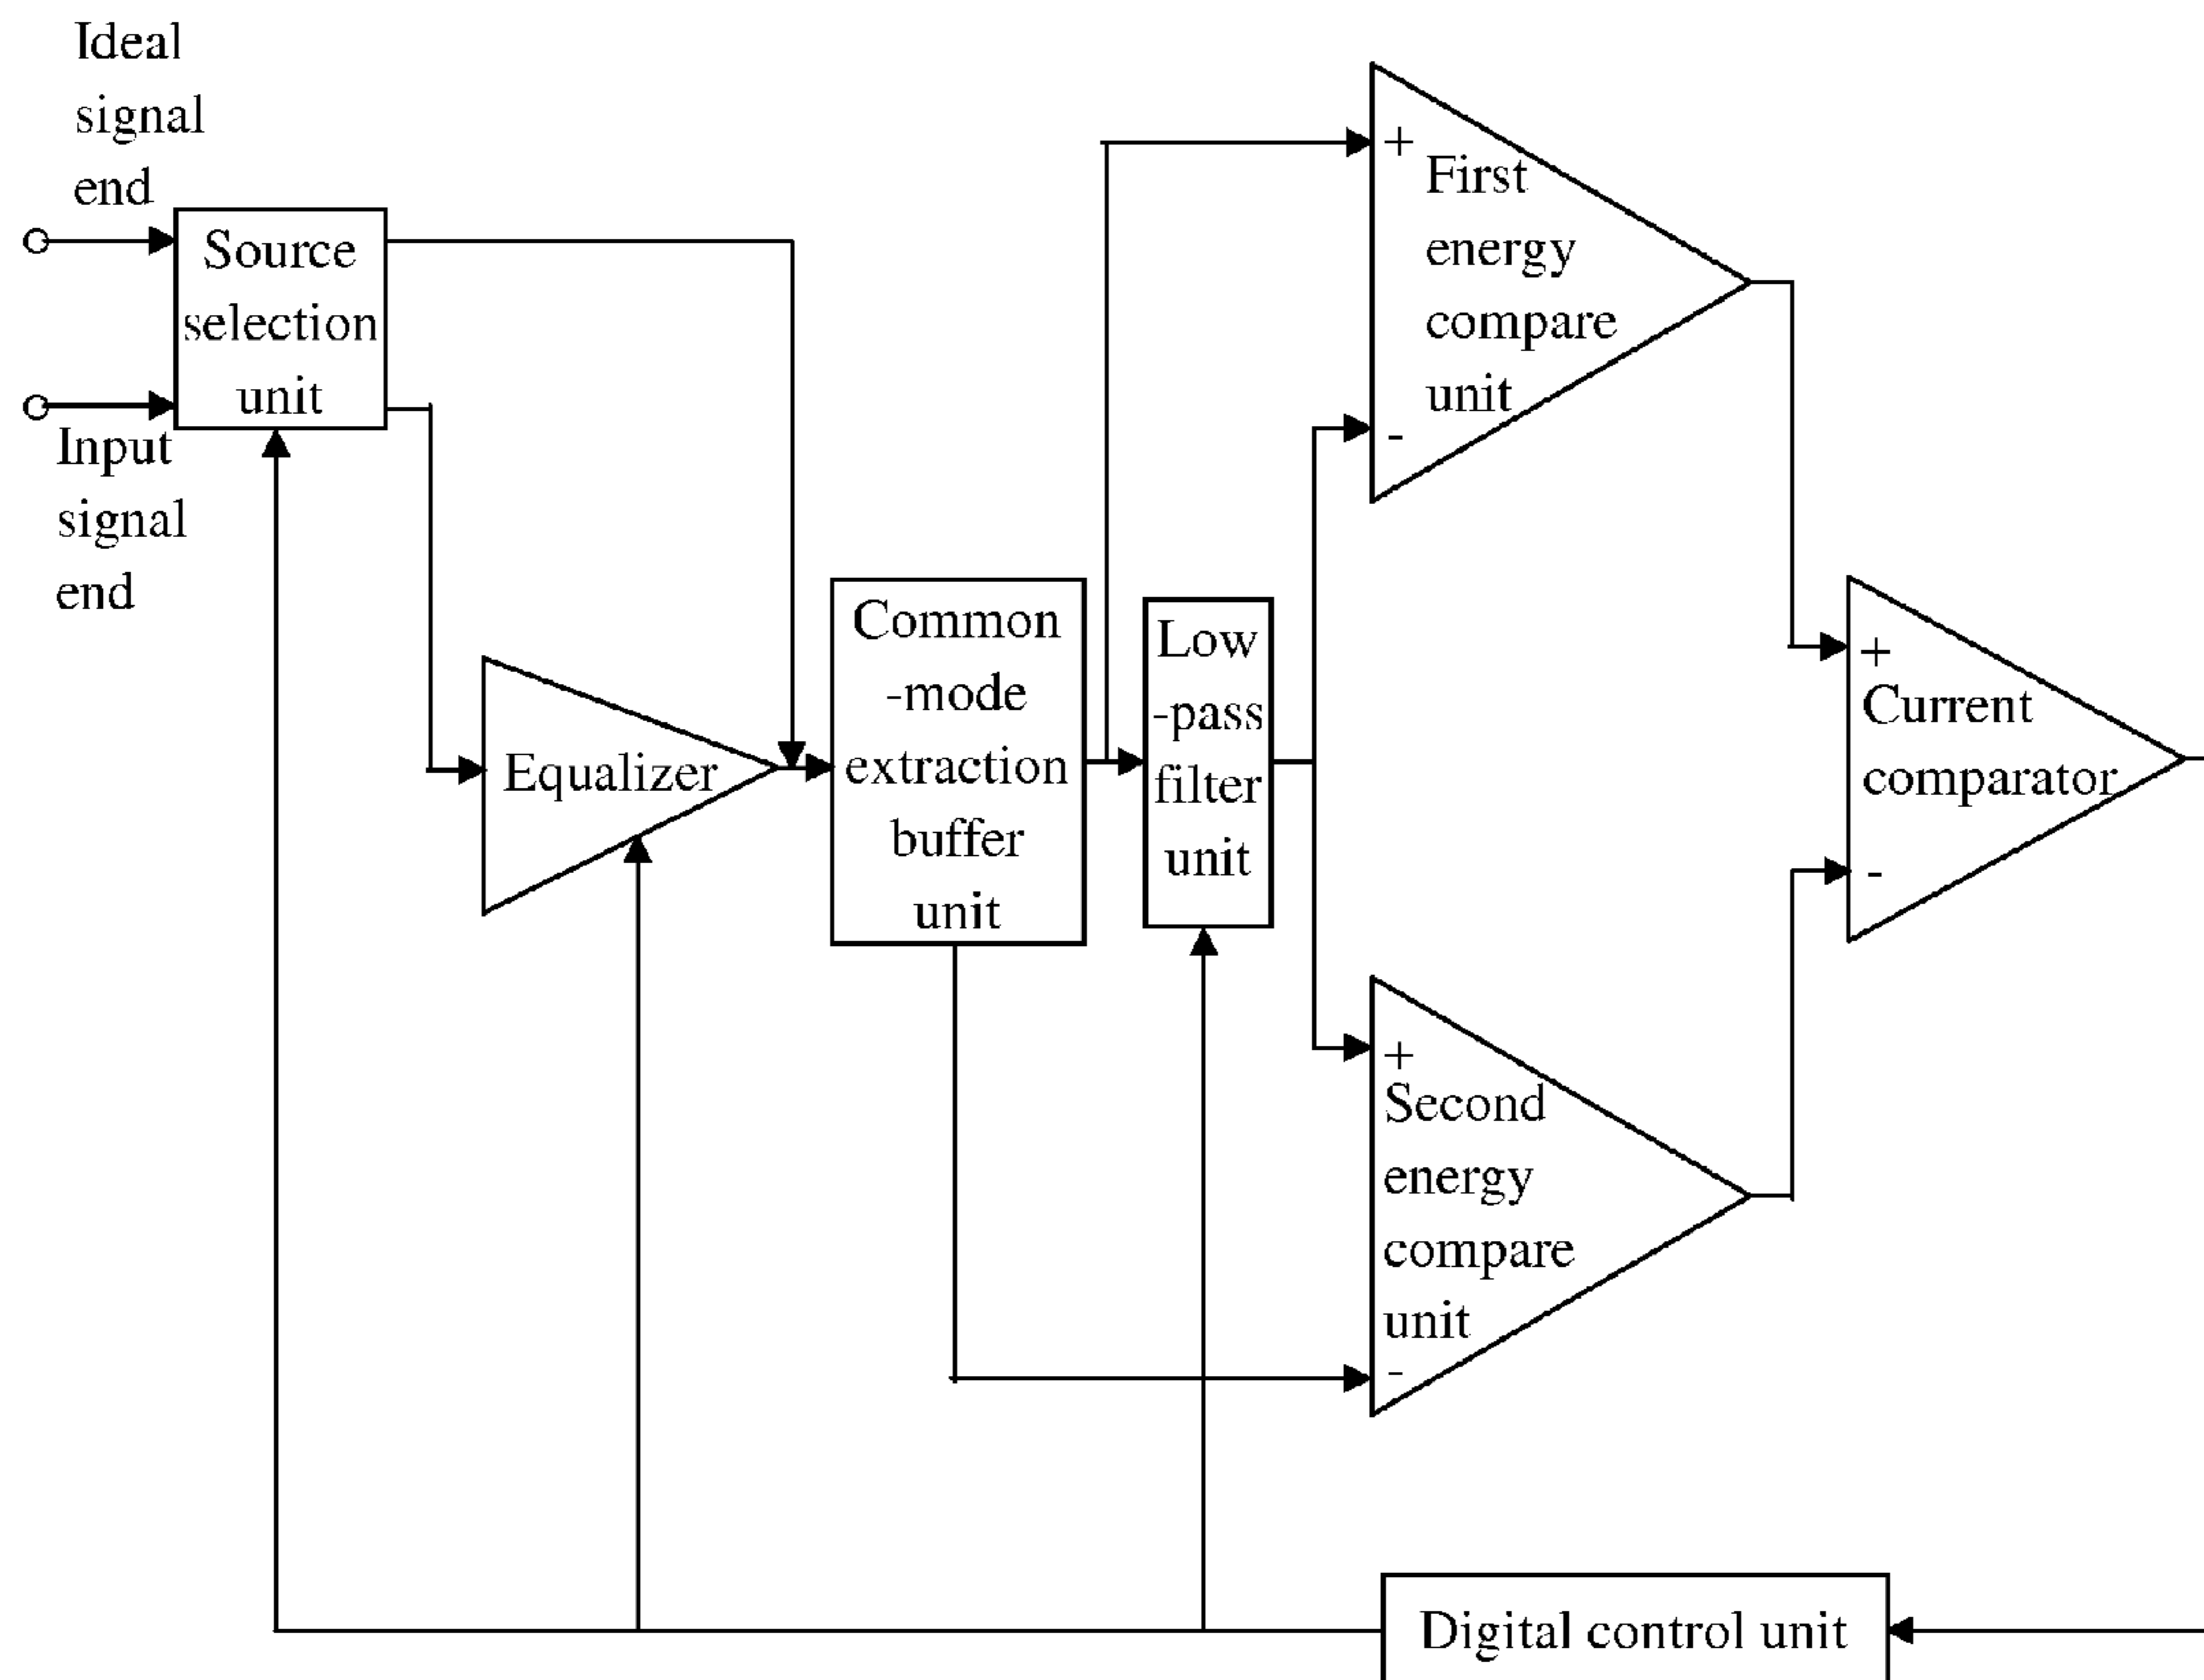 Ideal
signal
end
Source
selection
unit
Input
signal
end
Equalizer
Common
-mode
extraction
buffer
unit
Low
-pass
filter
unit
+
First
energy
compare
unit
-
+
Second
energy
compare
unit
-
+
Current
comparator
-
Digital control unit